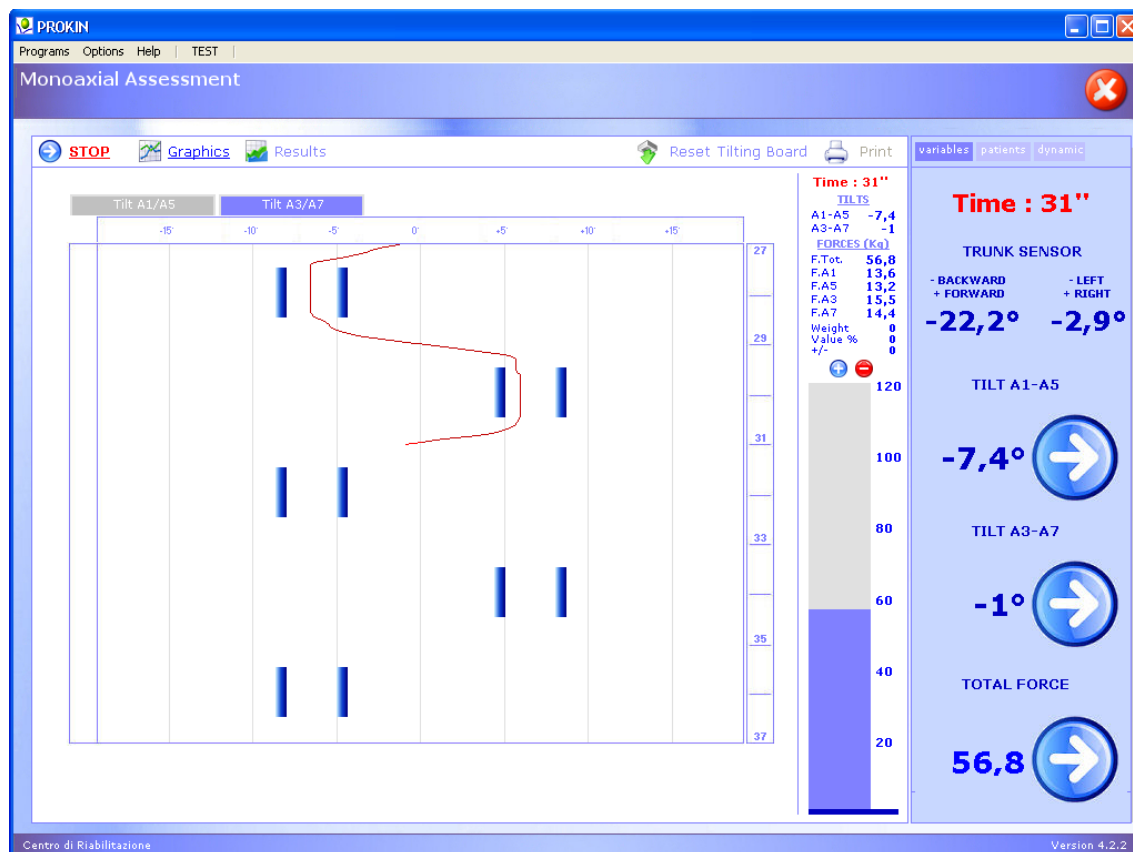 PROKIN
Programs Options Help | TEST |
Monoaxial Assessment
STOP Graphics Results Reset Tilting Board Print
Tilt A1/A5 Tilt A3/A7
-15° -10° -5° 0° +5° +10° +15°
27
29
31
33
35
37
Time : 31"
TILTS
A1-A5 -7,4
A3-A7 -1
FORCES (Kg)
F.Tot. 56,8
F.A1 13,6
F.A5 13,2
F.A3 15,5
F.A7 14,4
Weight 0
Value % 0
+/- 0
120
100
80
60
40
20
variables patients dynamic
Time : 31"
TRUNK SENSOR
- BACKWARD - LEFT
+ FORWARD + RIGHT
-22,2° -2,9°
TILT A1-A5
-7,4°
TILT A3-A7
-1°
TOTAL FORCE
56,8
Centro di Riabilitazione Version 4.2.2